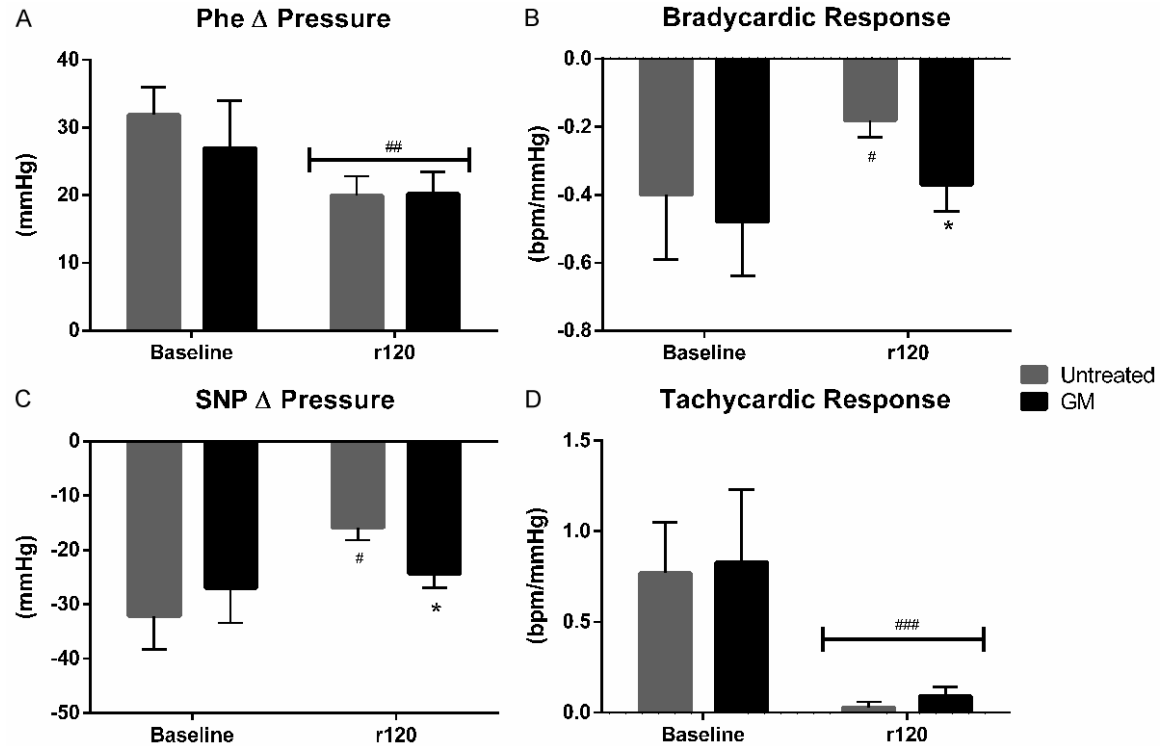 A
Phe Δ Pressure
(mmHg)
40
30
20
10
0
##
Baseline
r120
B
Bradycardic Response
(bpm/mmHg)
0.0
-0.2
-0.4
-0.6
-0.8
#
*
Baseline
r120
Untreated
GM
C
SNP Δ Pressure
(mmHg)
0
-10
-20
-30
-40
-50
#
*
Baseline
r120
D
Tachycardic Response
(bpm/mmHg)
1.5
1.0
0.5
0.0
###
Baseline
r120